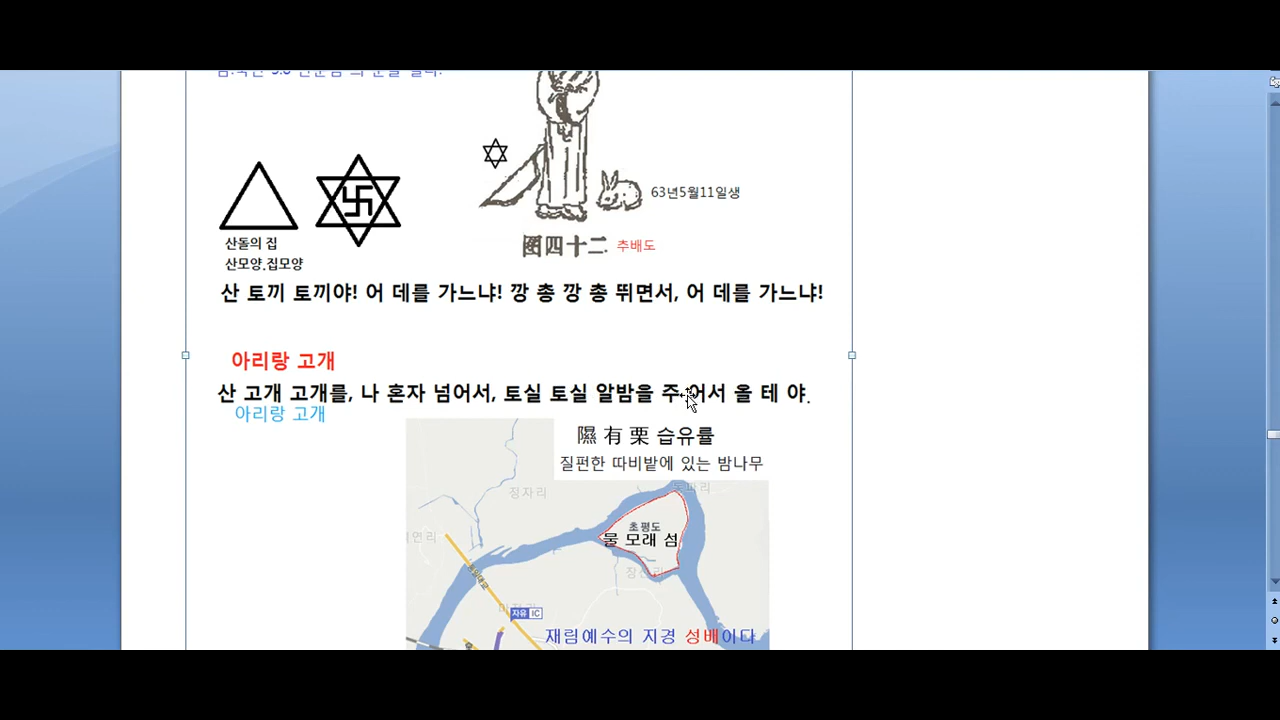 63년5월11일생
산돌의 집
圖四十二 추배도
산모양.집모양
산 토끼 토끼야! 어 데를 가느냐! 깡 총 깡 총 뛰면서, 어 데를 가느냐!
아리랑 고개
산 고개 고개를, 나 혼자 넘어서, 토실 토실 알밤을 주 어서 올 테 야.
아리랑 고개
隰 有 栗 습유률
질펀한 따비밭에 있는 밤나무
정자리
초평도
물 모래 섬
장산리
자유 IC
재림예수의 지경 성배이다